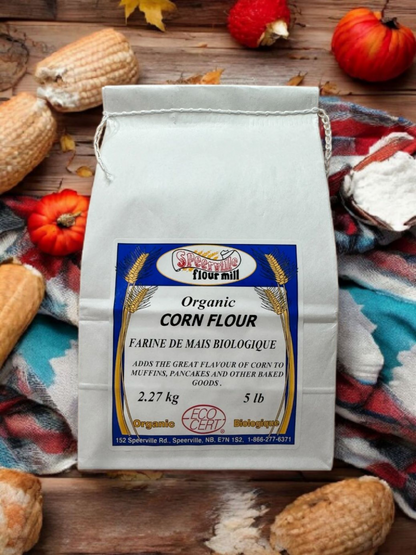 Speerville
flour mill
Organic
CORN FLOUR
FARINE DE MAIS BIOLOGIQUE
ADDS THE GREAT FLAVOUR OF CORN TO
MUFFINS, PANCAKES AND OTHER BAKED
GOODS .
2.27 kg 5 lb
ECO
CERT
Organic Biologique
152 Speerville Rd., Speerville, NB, E7N 1S2, 1-866-277-6371